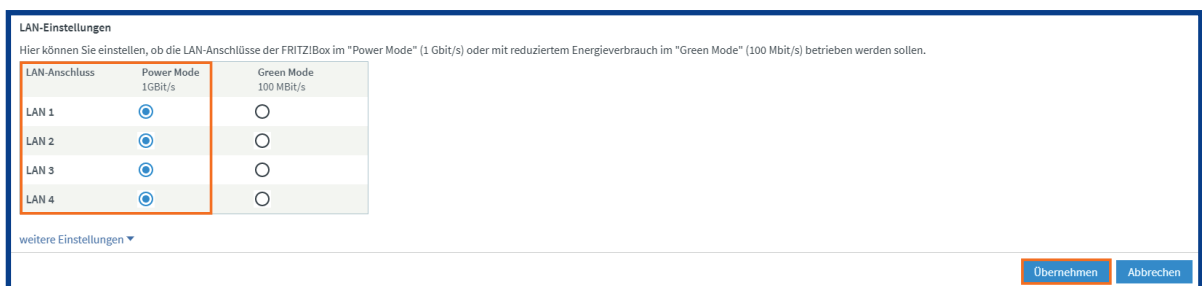 LAN-Einstellungen
Hier können Sie einstellen, ob die LAN-Anschlüsse der FRITZ!Box im "Power Mode" (1 Gbit/s) oder mit reduziertem Energieverbrauch im "Green Mode" (100 Mbit/s) betrieben werden sollen.
LAN-Anschluss Power Mode Green Mode
1GBit/s 100 MBit/s
LAN 1
LAN 2
LAN 3
LAN 4
weitere Einstellungen
Übernehmen Abbrechen